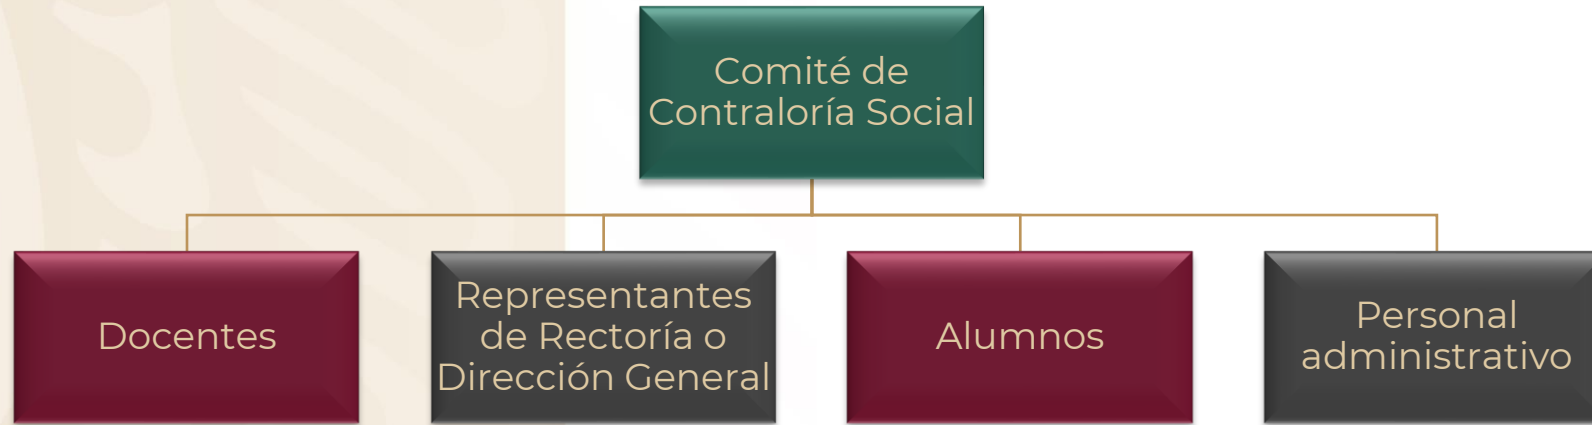 Comité de
Contraloría Social
Docentes
Representantes
de Rectoría o
Dirección General
Alumnos
Personal
administrativo